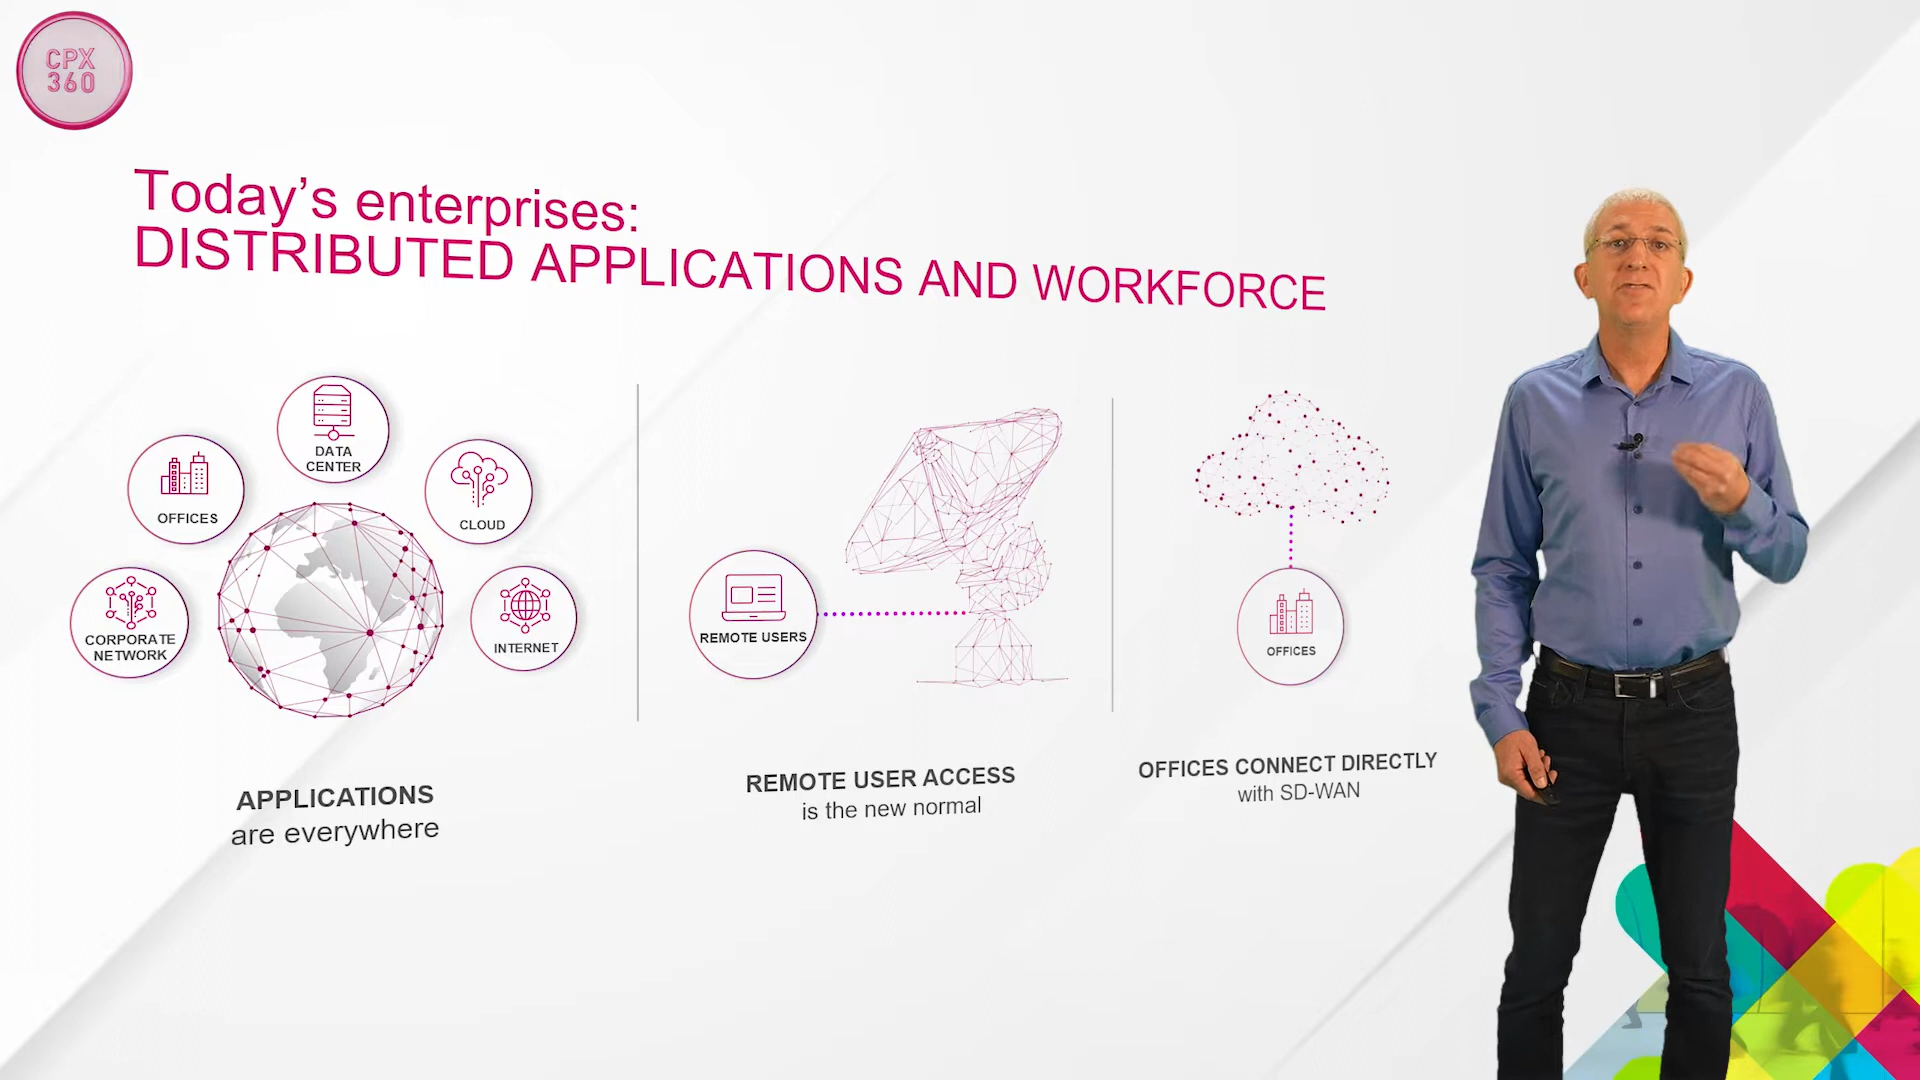 CPX
360
Today's enterprises:
DISTRIBUTED APPLICATIONS AND WORKFORCE
DATA
CENTER
OFFICES
CLOUD
CORPORATE
NETWORK
INTERNET
APPLICATIONS
are everywhere
REMOTE USERS
REMOTE USER ACCESS
is the new normal
OFFICES
OFFICES CONNECT DIRECTLY
with SD-WAN